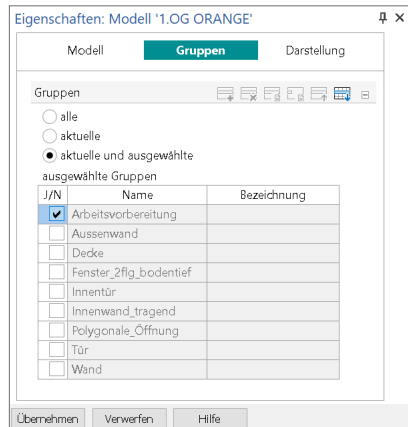 Eigenschaften: Modell '1.OG ORANGE'
Modell Gruppen Darstellung
Gruppen
alle
aktuelle
aktuelle und ausgewählte
ausgewählte Gruppen
J/N Name Bezeichnung
Arbeitsvorbereitung
Aussenwand
Decke
Fenster_2flg_bodentief
Innentür
Innenwand_tragend
Polygonale_Öffnung
Tür
Wand
Übernehmen Verwerfen Hilfe